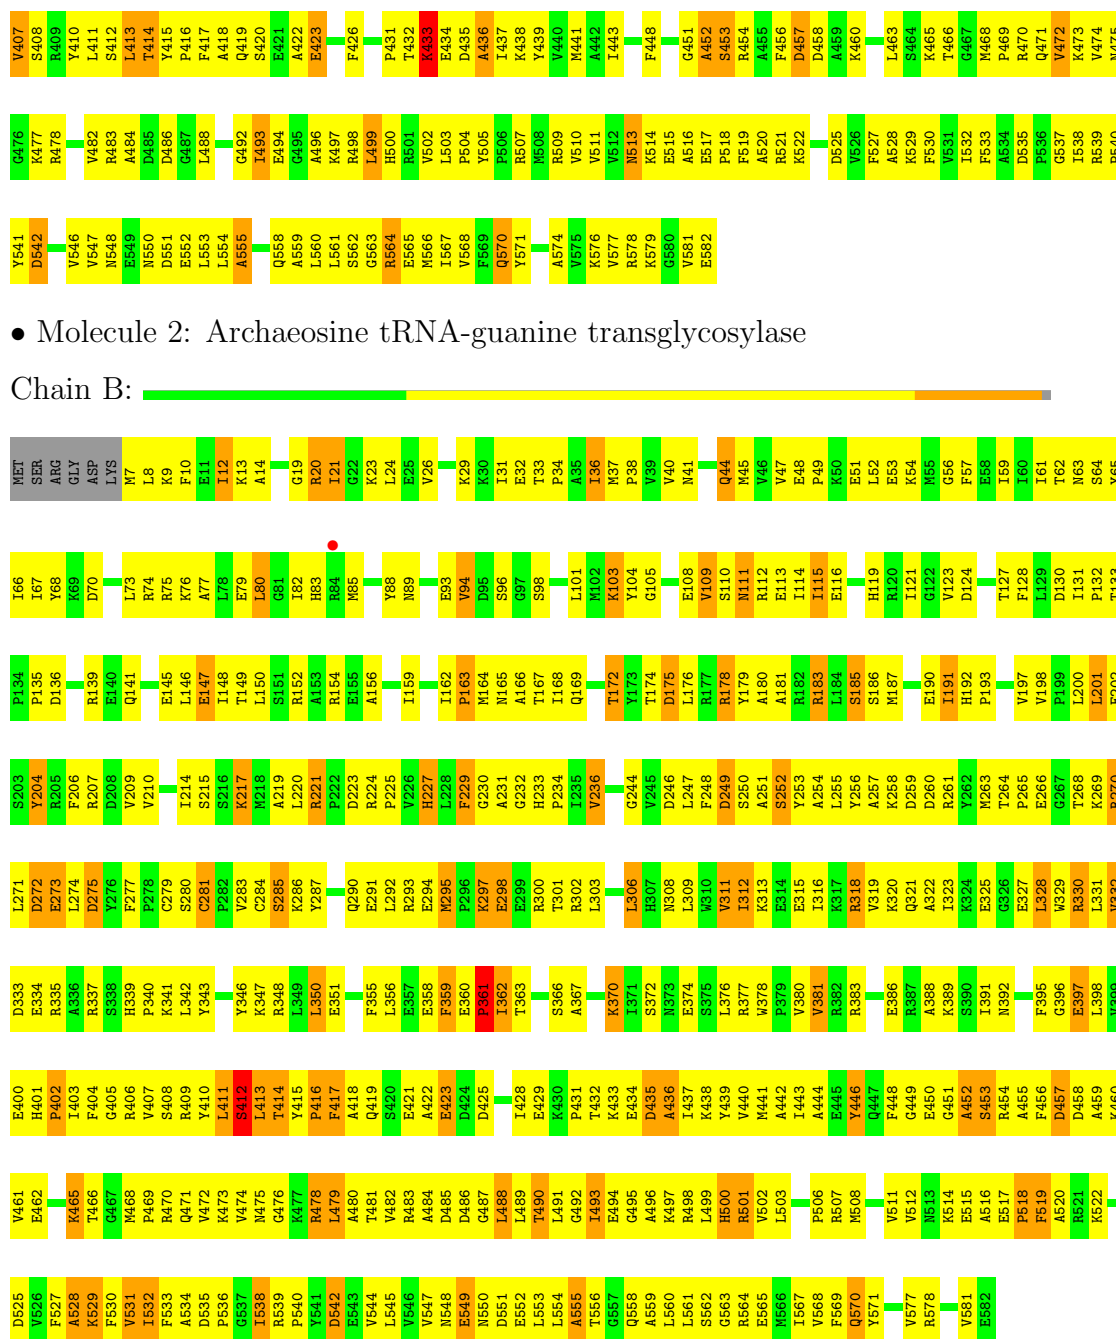 V407 S408 R409 Y410 L411 S412 L413 T414 Y415 P416 F417 A418 Q419 S420 E421 A422 E423 F426 P431 T432 K433 E434 D435 A436 I437 K438 Y439 V440 M441 A442 I443 F448 G451 A452 S453 R454 A455 F456 D457 D458 A459 K460 L463 S464 K465 T466 G467 M468 P469 R470 Q471 V472 K473 V474 N475
G476 K477 R478 V482 R483 A484 D485 D486 G487 L488 G492 I493 E494 G495 A496 K497 R498 L499 H500 R501 V502 L503 P504 Y505 P506 R507 M508 R509 V510 V511 V512 N513 K514 E515 A516 E517 P518 F519 A520 R521 K522 D525 V526 F527 A528 K529 F530 V531 I532 F533 A534 D535 P536 G537 I538 R539 P540
Y541 D542 V546 V547 N548 E549 N550 D551 E552 L553 L554 A555 Q558 A559 L560 L561 S562 G563 R564 E565 M566 I567 V568 F569 Q570 Y571 A574 V575 K576 V577 R578 K579 G580 V581 E582
• Molecule 2: Archaeosine tRNA-guanine transglycosylase
Chain B:
MET SER ARG GLY ASP LYS M7 L8 K9 F10 E11 I12 K13 A14 G19 R20 I21 G22 K23 L24 E25 V26 K29 K30 I31 E32 T33 P34 A35 I36 M37 P38 V39 V40 N41 Q44 M45 V46 V47 E48 P49 K50 E51 L52 E53 K54 M55 G56 F57 E58 I59 I60 I61 T62 N63 S64 Y65
I66 I67 Y68 K69 D70 L73 R74 R75 K76 A77 L78 E79 L80 G81 I82 H83 R84 M85 Y88 N89 E93 V94 D95 S96 G97 S98 L101 M102 K103 Y104 G105 E108 V109 S110 N111 R112 E113 I114 I115 E116 H119 R120 I121 G122 V123 D124 T127 F128 L129 D130 I131 P132 T133
P134 P135 D136 R139 E140 Q141 E145 L146 E147 I148 T149 L150 S151 R152 A153 R154 E155 A156 I159 I162 P163 M164 N165 A166 T167 I168 Q169 T172 Y173 T174 D175 L176 R177 R178 Y179 A180 A181 R182 R183 L184 S185 S186 M187 E190 I191 H192 P193 V197 V198 P199 L200 L201 E202
S203 Y204 R205 F206 R207 D208 V209 V210 I214 S215 S216 K217 M218 A219 L220 R221 P222 D223 R224 P225 V226 H227 L228 F229 G230 A231 G232 H233 P234 I235 V236 G244 V245 D246 L247 F248 D249 S250 A251 S252 Y253 A254 L255 Y256 A257 K258 D259 D260 R261 Y262 M263 T264 P265 E266 G267 T268 K269 R270
L271 D272 E273 L274 D275 Y276 F277 P278 C279 S280 C281 P282 V283 C284 S285 K286 Y287 Q290 E291 L292 R293 E294 M295 P296 K297 E298 E299 R300 T301 R302 L303 L306 H307 N308 L309 W310 V311 I312 K313 E314 E315 I316 K317 R318 V319 K320 Q321 A322 I323 K324 E325 G326 E327 L328 W329 R330 L331 V332
D333 E334 R335 A336 R337 S338 H339 P340 K341 L342 Y343 Y346 K347 R348 L349 L350 E351 F355 L356 E357 E358 F359 E360 P361 I362 T363 S366 A367 K370 I371 S372 N373 E374 S375 L376 R377 W378 P379 V380 V381 R382 R383 E386 R387 A388 K389 S390 I391 N392 F395 G396 E397 L398 V399
E400 H401 P402 I403 F404 G405 R406 V407 S408 R409 Y410 L411 S412 L413 T414 Y415 P416 F417 A418 Q419 S420 E421 A422 E423 D424 D425 I428 E429 K430 P431 T432 K433 E434 D435 A436 I437 K438 Y439 V440 M441 A442 I443 A444 E445 Y446 Q447 F448 G449 E450 G451 A452 S453 R454 A455 F456 D457 D458 A459 K460
V461 E462 K465 T466 G467 M468 P469 R470 Q471 V472 K473 V474 N475 G476 K477 R478 L479 A480 T481 V482 R483 A484 D485 D486 G487 L488 L489 T490 L491 G492 I493 E494 G495 A496 K497 R498 L499 H500 R501 V502 L503 P506 R507 M508 V511 V512 N513 K514 E515 A516 E517 P518 F519 A520 R521 K522
D525 V526 F527 A528 K529 F530 V531 I532 F533 A534 D535 P536 G537 I538 R539 P540 Y541 D542 E543 V544 L545 V546 V547 N548 E549 N550 D551 E552 L553 L554 A555 T556 G557 Q558 A559 L560 L561 S562 G563 R564 E565 M566 I567 V568 F569 Q570 Y571 V577 R578 V581 E582